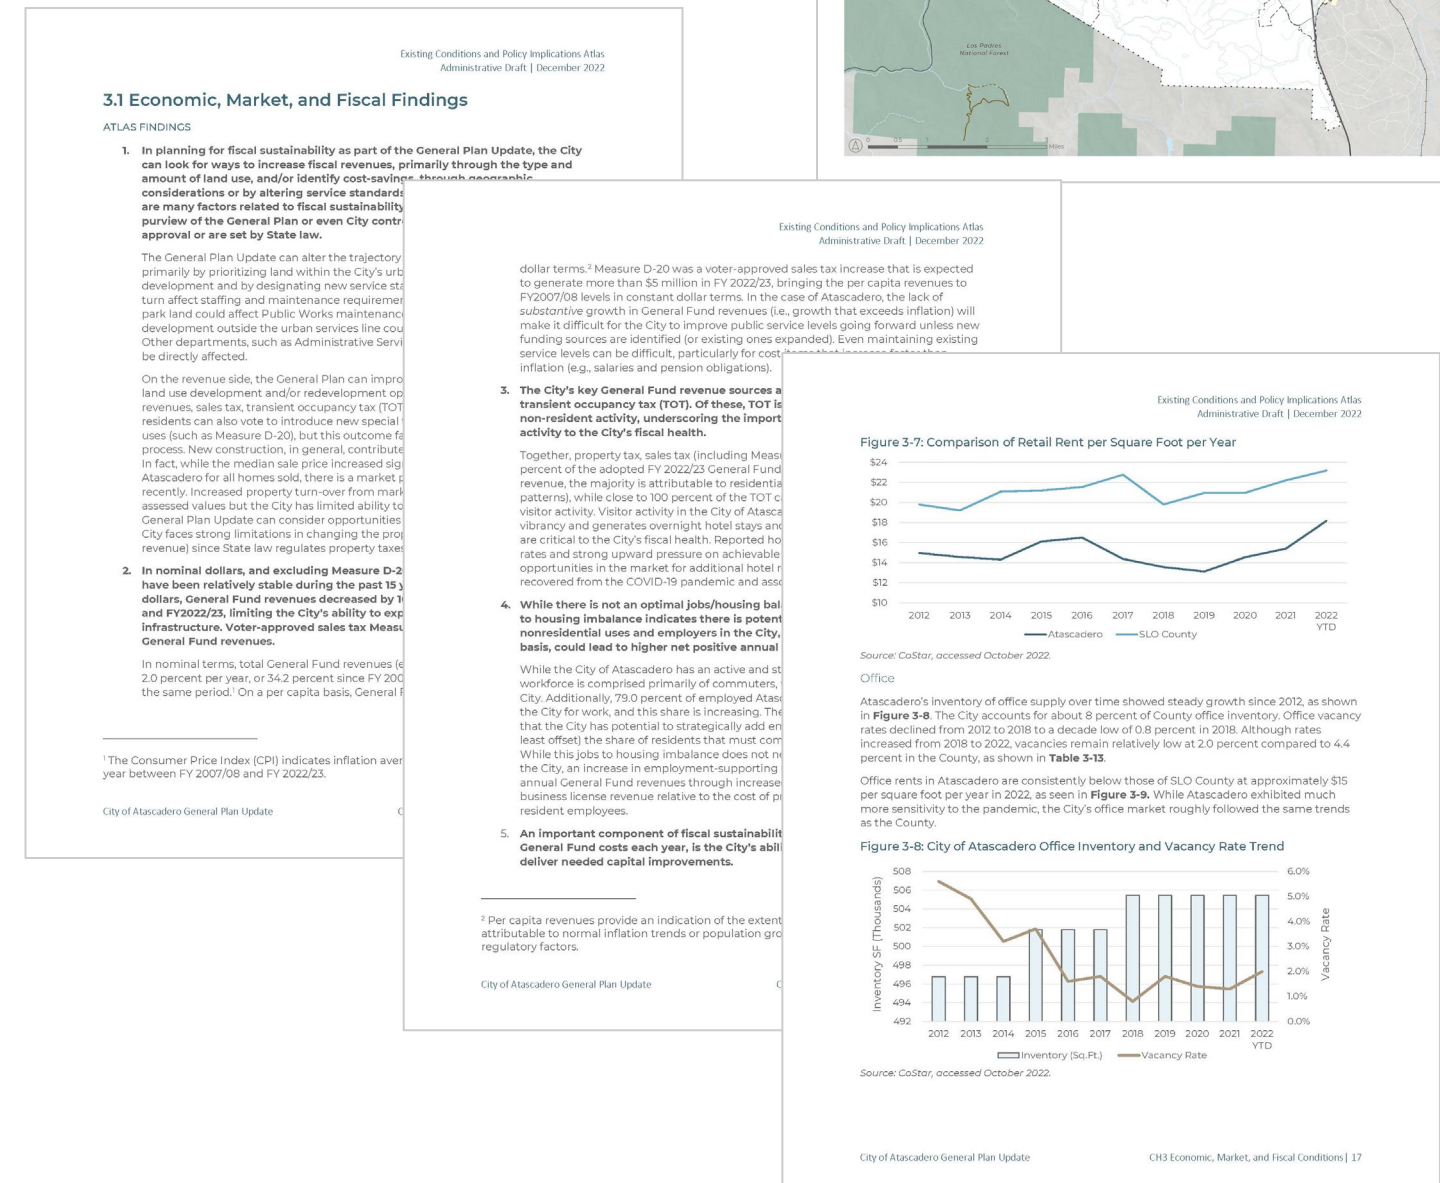 Existing Conditions and Policy Implications Atlas
Administrative Draft | December 2022
3.1 Economic, Market, and Fiscal Findings
ATLAS FINDINGS
1. In planning for fiscal sustainability as part of the General Plan Update, the City
can look for ways to increase fiscal revenues, primarily through the type and
amount of land use, and/or identify cost-savings, through geographic
considerations or by altering service standards
are many factors related to fiscal sustainability
purview of the General Plan or even City contr
approval or are set by State law.
The General Plan Update can alter the trajectory
primarily by prioritizing land within the City's urb
development and by designating new service sta
turn affect staffing and maintenance requiremen
park land could affect Public Works maintenanc
development outside the urban services line cou
Other departments, such as Administrative Servi
be directly affected.
On the revenue side, the General Plan can impro
land use development and/or redevelopment op
revenues, sales tax, transient occupancy tax (TOT
residents can also vote to introduce new special
uses (such as Measure D-20), but this outcome fa
process. New construction, in general, contribute
In fact, while the median sale price increased sig
Atascadero for all homes sold, there is a market p
recently. Increased property turn-over from mark
assessed values but the City has limited ability to
General Plan Update can consider opportunities
City faces strong limitations in changing the prop
revenue) since State law regulates property taxes
2. In nominal dollars, and excluding Measure D-2
have been relatively stable during the past 15 y
dollars, General Fund revenues decreased by 1
and FY2022/23, limiting the City's ability to exp
infrastructure. Voter-approved sales tax Measu
General Fund revenues.
In nominal terms, total General Fund revenues (e
2.0 percent per year, or 34.2 percent since FY 200
the same period.¹ On a per capita basis, General F
¹ The Consumer Price Index (CPI) indicates inflation aver
year between FY 2007/08 and FY 2022/23.
City of Atascadero General Plan Update C
Existing Conditions and Policy Implications Atlas
Administrative Draft | December 2022
dollar terms.² Measure D-20 was a voter-approved sales tax increase that is expected
to generate more than $5 million in FY 2022/23, bringing the per capita revenues to
FY2007/08 levels in constant dollar terms. In the case of Atascadero, the lack of
substantive growth in General Fund revenues (i.e., growth that exceeds inflation) will
make it difficult for the City to improve public service levels going forward unless new
funding sources are identified (or existing ones expanded). Even maintaining existing
service levels can be difficult, particularly for cost items that increase faster than
inflation (e.g., salaries and pension obligations).
3. The City's key General Fund revenue sources a
transient occupancy tax (TOT). Of these, TOT is
non-resident activity, underscoring the import
activity to the City's fiscal health.
Together, property tax, sales tax (including Measu
percent of the adopted FY 2022/23 General Fund
revenue, the majority is attributable to residentia
patterns), while close to 100 percent of the TOT c
visitor activity. Visitor activity in the City of Atasca
vibrancy and generates overnight hotel stays and
are critical to the City's fiscal health. Reported ho
rates and strong upward pressure on achievable
opportunities in the market for additional hotel r
recovered from the COVID-19 pandemic and asso
4. While there is not an optimal jobs/housing bal
to housing imbalance indicates there is potent
nonresidential uses and employers in the City,
basis, could lead to higher net positive annual
While the City of Atascadero has an active and st
workforce is comprised primarily of commuters,
City. Additionally, 79.0 percent of employed Atasc
the City for work, and this share is increasing. The
that the City has potential to strategically add en
least offset) the share of residents that must com
While this jobs to housing imbalance does not ne
the City, an increase in employment-supporting
annual General Fund revenues through increase
business license revenue relative to the cost of p
resident employees.
5. An important component of fiscal sustainabilit
General Fund costs each year, is the City's abil
deliver needed capital improvements.
² Per capita revenues provide an indication of the extent
attributable to normal inflation trends or population gro
regulatory factors.
City of Atascadero General Plan Update C
Los Padres
National Forest
0 0.5 1 2 3 Miles
Existing Conditions and Policy Implications Atlas
Administrative Draft | December 2022
Figure 3-7: Comparison of Retail Rent per Square Foot per Year
$24
$22
$20
$18
$16
$14
$12
$10
2012 2013 2014 2015 2016 2017 2018 2019 2020 2021 2022
YTD
Atascadero SLO County
Source: CoStar, accessed October 2022.
Office
Atascadero's inventory of office supply over time showed steady growth since 2012, as shown
in Figure 3-8. The City accounts for about 8 percent of County office inventory. Office vacancy
rates declined from 2012 to 2018 to a decade low of 0.8 percent in 2018. Although rates
increased from 2018 to 2022, vacancies remain relatively low at 2.0 percent compared to 4.4
percent in the County, as shown in Table 3-13.
Office rents in Atascadero are consistently below those of SLO County at approximately $15
per square foot per year in 2022, as seen in Figure 3-9. While Atascadero exhibited much
more sensitivity to the pandemic, the City's office market roughly followed the same trends
as the County.
Figure 3-8: City of Atascadero Office Inventory and Vacancy Rate Trend
Inventory SF (Thousands)
508
506
504
502
500
498
496
494
492
6.0%
5.0%
4.0%
3.0%
2.0%
1.0%
0.0%
Vacancy Rate
2012 2013 2014 2015 2016 2017 2018 2019 2020 2021 2022
YTD
Inventory (Sq.Ft.) Vacancy Rate
Source: CoStar, accessed October 2022.
City of Atascadero General Plan Update CH3 Economic, Market, and Fiscal Conditions | 17